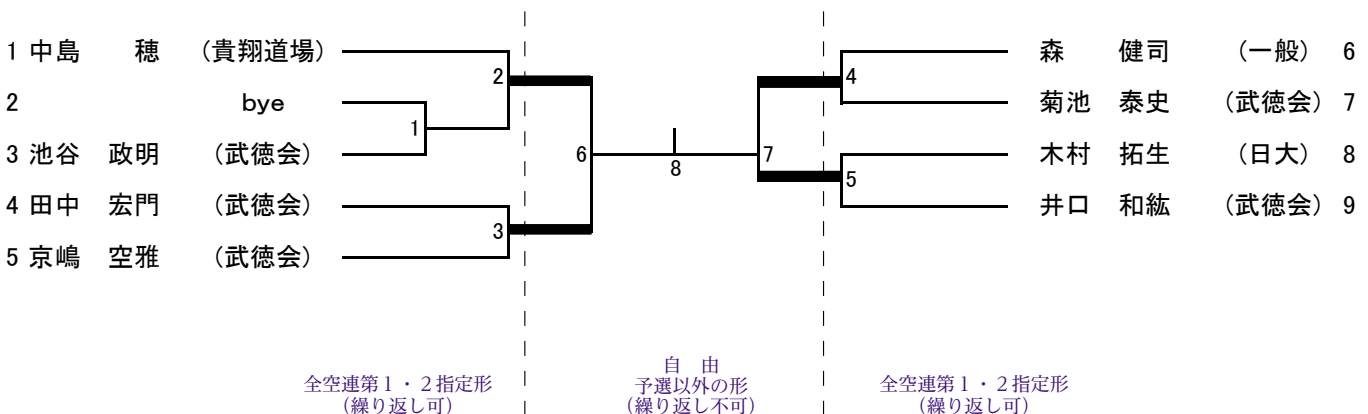 1 中島　穂　（貴翔道場）
2　bye
3 池谷　政明　（武徳会）
4 田中　宏門　（武徳会）
5 京嶋　空雅　（武徳会）
1
2
3
6
8
7
4
5
森　健司　（一般）　6
菊池　泰史　（武徳会）　7
木村　拓生　（日大）　8
井口　和紘　（武徳会）　9
全空連第１・２指定形
（繰り返し可）
自　由
予選以外の形
（繰り返し不可）
全空連第１・２指定形
（繰り返し可）